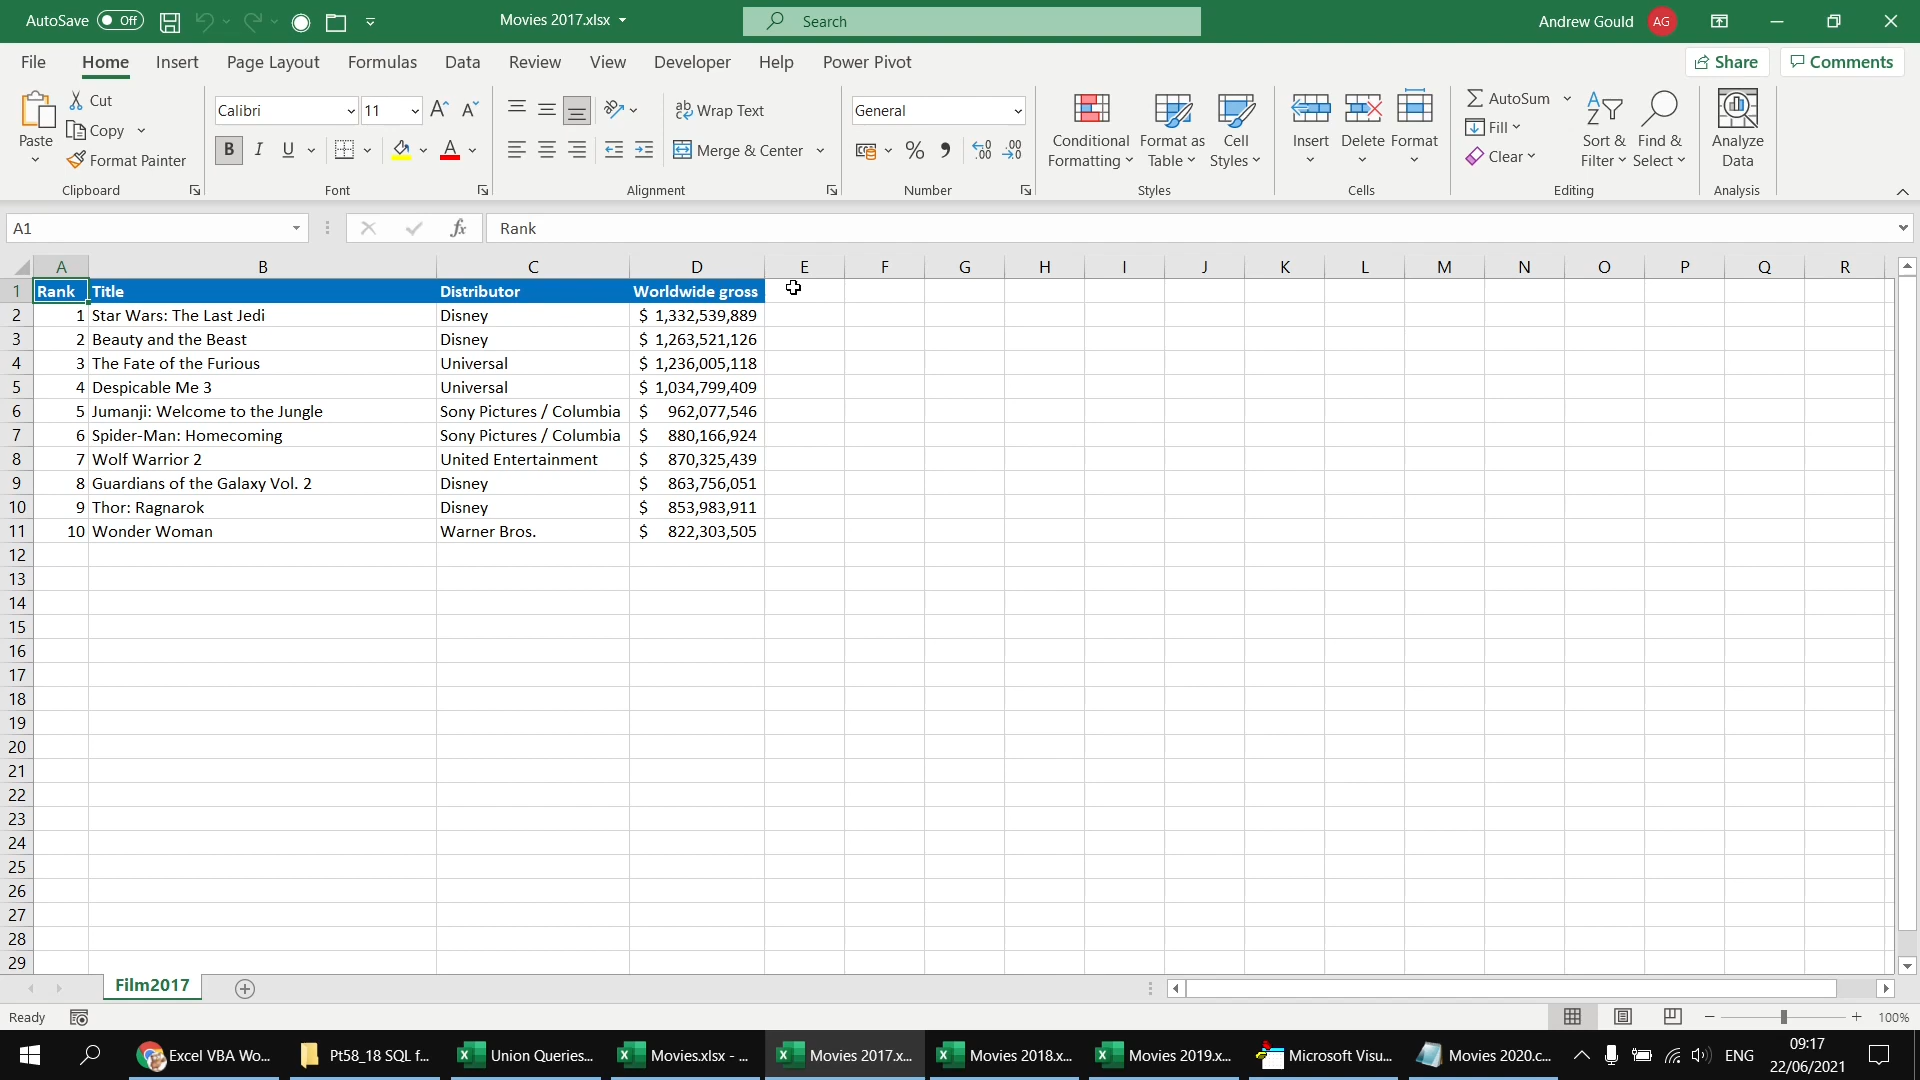 AutoSave Off Movies 2017.xlsx Search Andrew Gould AG
File Home Insert Page Layout Formulas Data Review View Developer Help Power Pivot Share Comments
Paste Cut Copy Format Painter Clipboard
Calibri 11 B I U A A A Font
Wrap Text Merge & Center Alignment
General % Number
Conditional Formatting Format as Table Cell Styles Styles
Insert Delete Format Cells
AutoSum Fill Clear Sort & Filter Find & Select Editing
Analyze Data Analysis
A1 fx Rank
A B C D E F G H I J K L M N O P Q R
1 Rank Title Distributor Worldwide gross
2 1 Star Wars: The Last Jedi Disney $ 1,332,539,889
3 2 Beauty and the Beast Disney $ 1,263,521,126
4 3 The Fate of the Furious Universal $ 1,236,005,118
5 4 Despicable Me 3 Universal $ 1,034,799,409
6 5 Jumanji: Welcome to the Jungle Sony Pictures / Columbia $ 962,077,546
7 6 Spider-Man: Homecoming Sony Pictures / Columbia $ 880,166,924
8 7 Wolf Warrior 2 United Entertainment $ 870,325,439
9 8 Guardians of the Galaxy Vol. 2 Disney $ 863,756,051
10 9 Thor: Ragnarok Disney $ 853,983,911
11 10 Wonder Woman Warner Bros. $ 822,303,505
12
13
14
15
16
17
18
19
20
21
22
23
24
25
26
27
28
29
Film2017
Ready 100%
Excel VBA Wo... Pt58_18 SQL f... Union Queries... Movies.xlsx - ... Movies 2017.x... Movies 2018.x... Movies 2019.x... Microsoft Visu... Movies 2020.c... ENG 09:17
22/06/2021